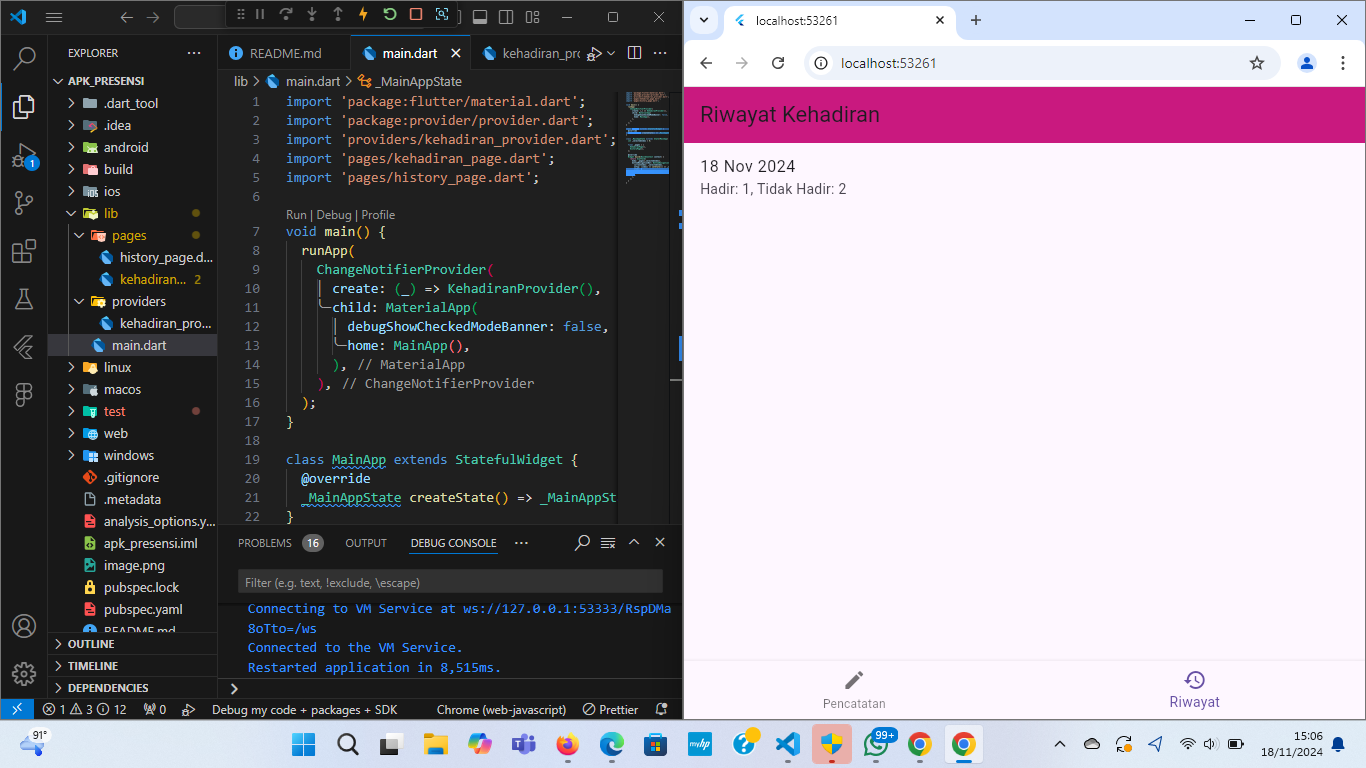 EXPLORER
APK_PRESENSI
.dart_tool
.idea
android
build
ios
lib
pages
history_page.d...
kehadiran... 2
providers
kehadiran_pro...
main.dart
linux
macos
test
web
windows
.gitignore
.metadata
analysis_options.y...
apk_presensi.iml
image.png
pubspec.lock
pubspec.yaml
README.md
OUTLINE
TIMELINE
DEPENDENCIES
1
README.md
main.dart
kehadiran_pro
lib > main.dart > _MainAppState
1 import 'package:flutter/material.dart';
2 import 'package:provider/provider.dart';
3 import 'providers/kehadiran_provider.dart';
4 import 'pages/kehadiran_page.dart';
5 import 'pages/history_page.dart';
6
Run | Debug | Profile
7 void main() {
8 runApp(
9 ChangeNotifierProvider(
10 create: (_) => KehadiranProvider(),
11 child: MaterialApp(
12 debugShowCheckedModeBanner: false,
13 home: MainApp(),
14 ), // MaterialApp
15 ), // ChangeNotifierProvider
16 );
17 }
18
19 class MainApp extends StatefulWidget {
20 @override
21 _MainAppState createState() => _MainAppSt
22 }
PROBLEMS 16 OUTPUT DEBUG CONSOLE
Filter (e.g. text, !exclude, \escape)
Connecting to VM Service at ws://127.0.0.1:53333/RspDMa
8oTto=/ws
Connected to the VM Service.
Restarted application in 8,515ms.
1 3 12 0 Debug my code + packages + SDK Chrome (web-javascript) Prettier
localhost:53261
localhost:53261
Riwayat Kehadiran
18 Nov 2024
Hadir: 1, Tidak Hadir: 2
Pencatatan
Riwayat
91°
myhp
99+
15:06
18/11/2024